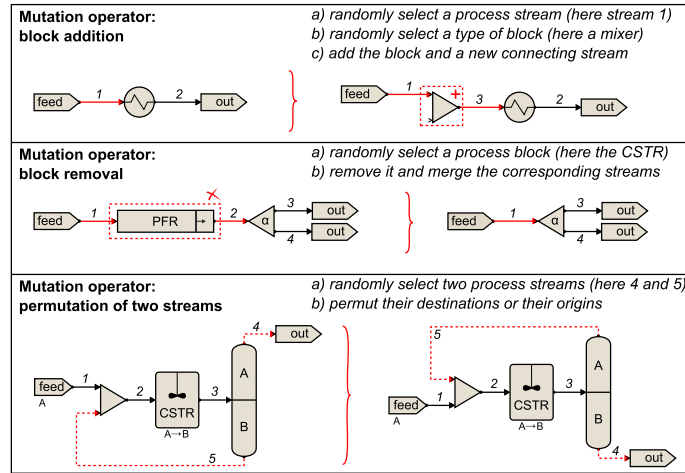 Mutation operator:
block addition
a) randomly select a process stream (here stream 1)
b) randomly select a type of block (here a mixer)
c) add the block and a new connecting stream
feed
1
2
out
feed
1
+
3
2
out
Mutation operator:
block removal
a) randomly select a process block (here the CSTR)
b) remove it and merge the corresponding streams
feed
1
PFR
2
α
3
out
4
out
feed
1
α
3
out
4
out
Mutation operator:
permutation of two streams
a) randomly select two process streams (here 4 and 5)
b) permut their destinations or their origins
feed
A
1
2
CSTR
A→B
3
A
B
4
out
5
feed
A
1
2
CSTR
A→B
3
A
B
4
out
5